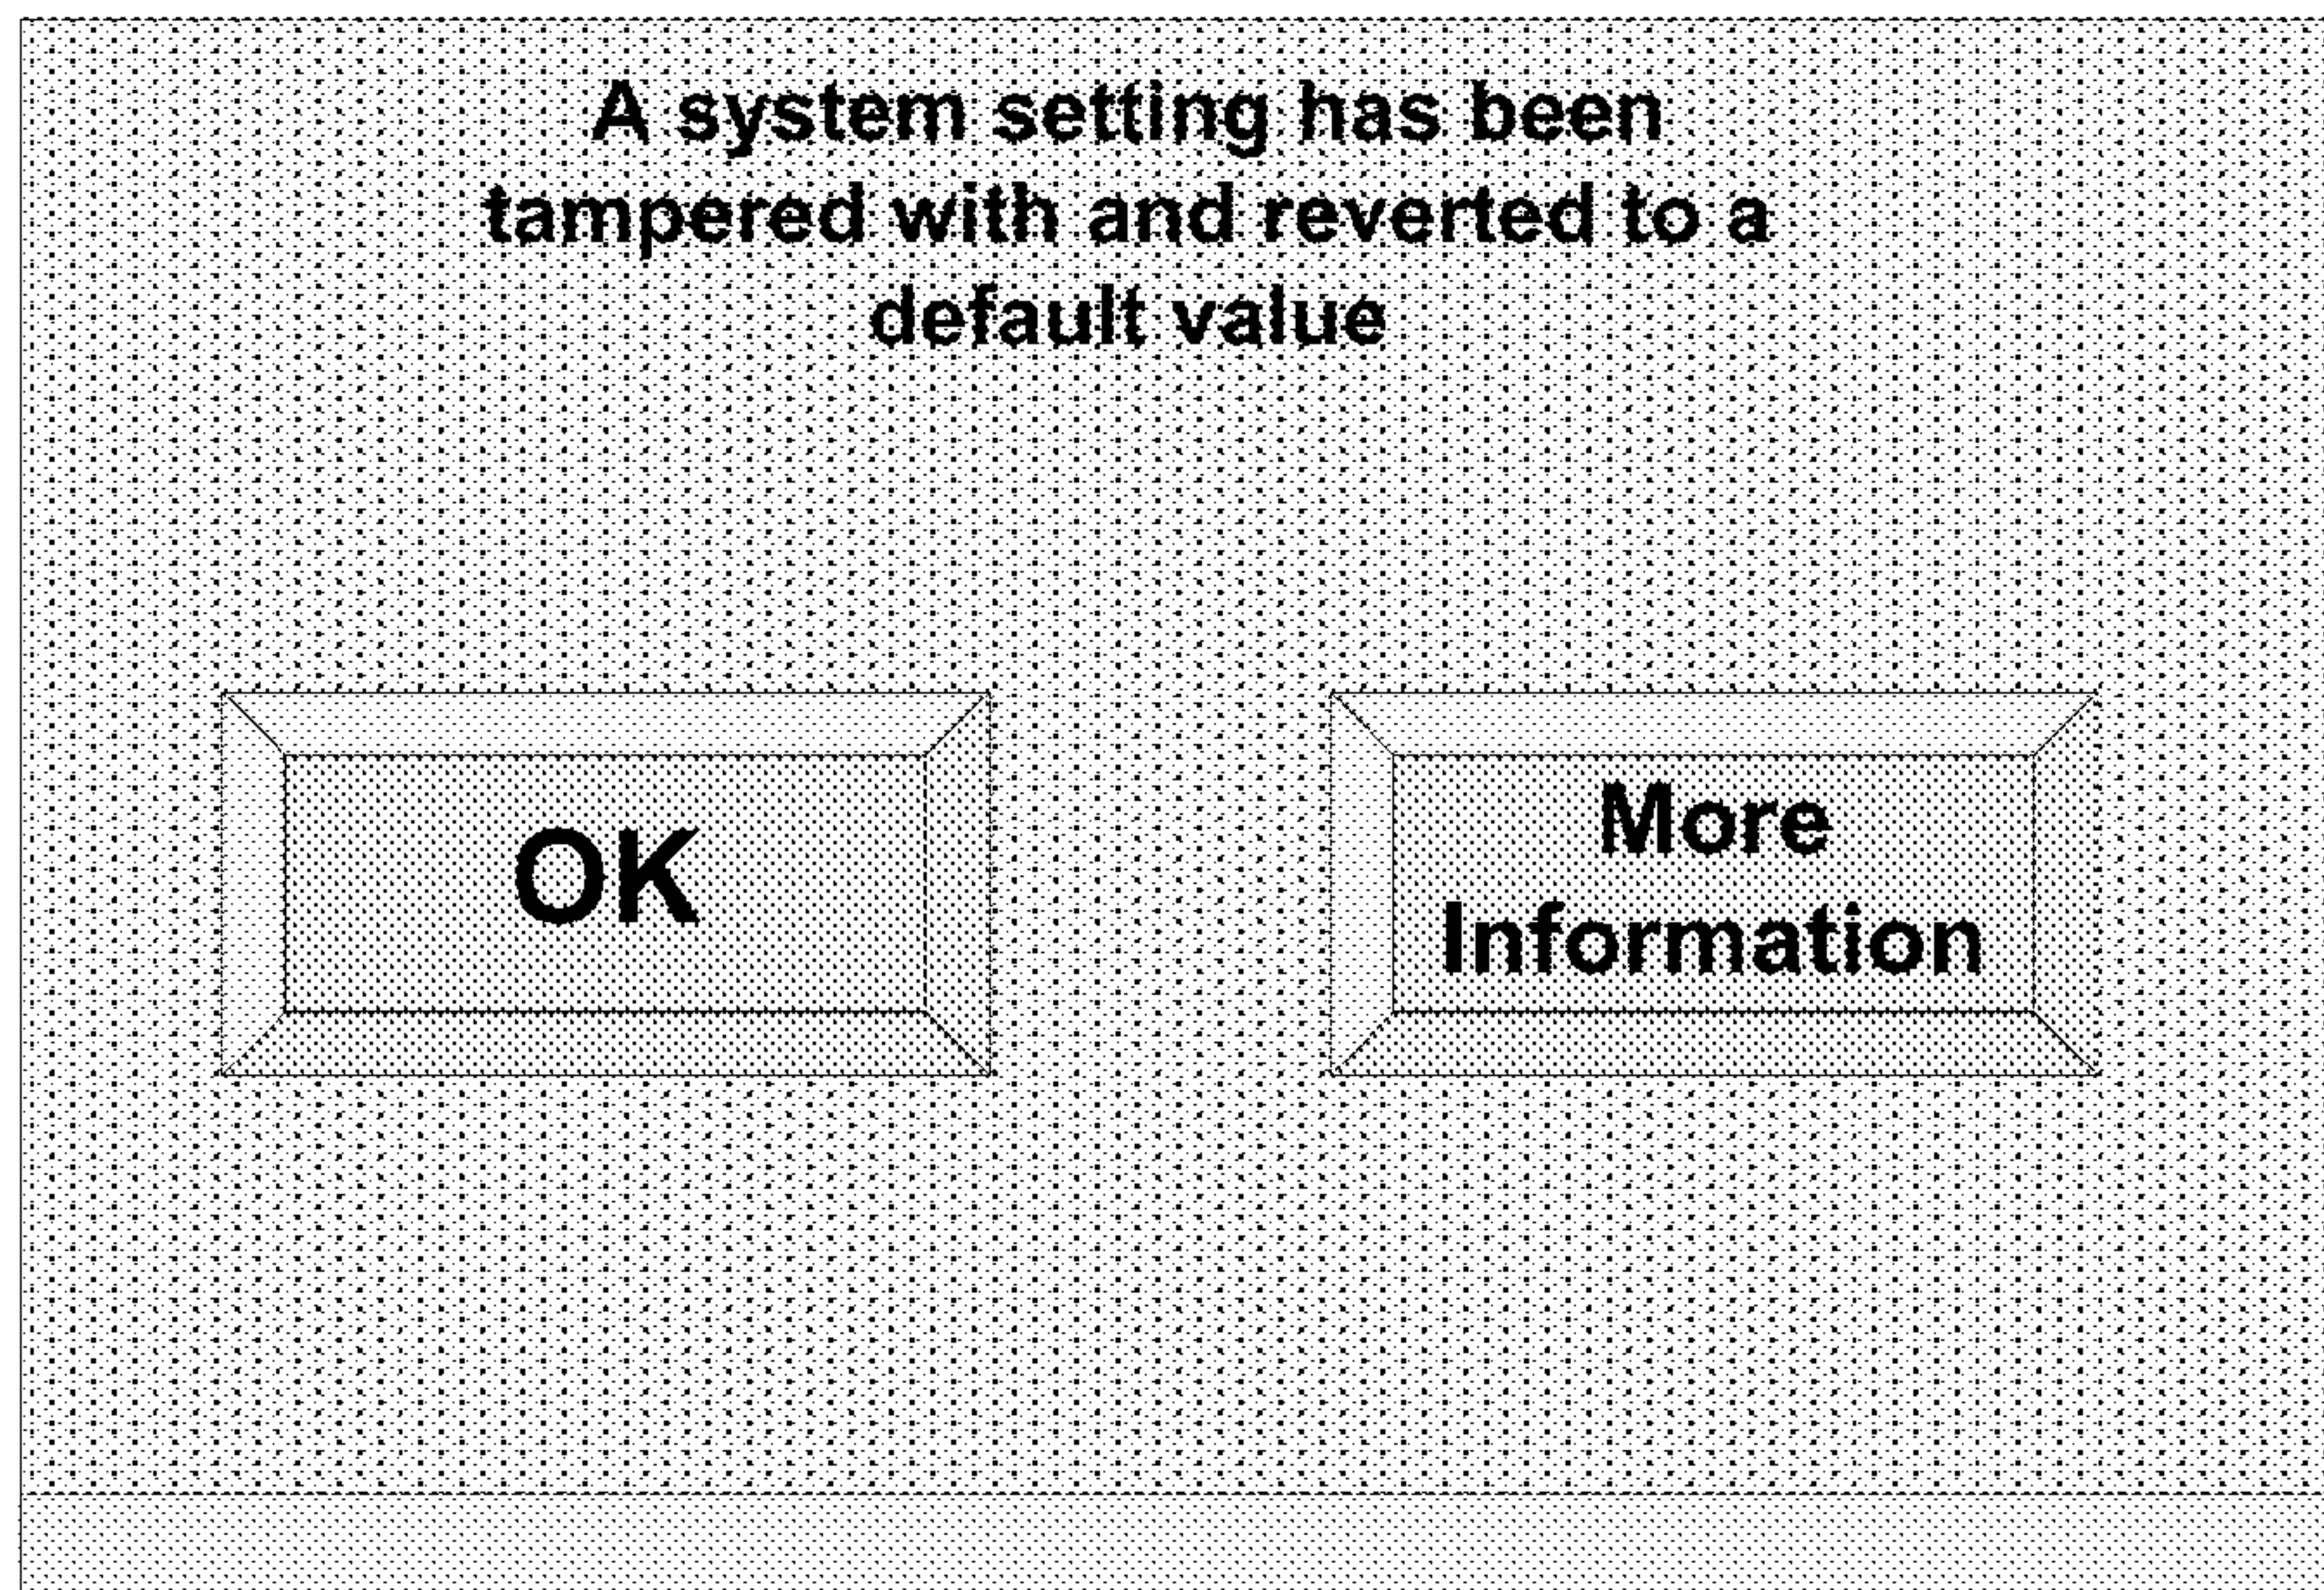 A system setting has been
tampered with and reverted to a
default value
OK
More
Information